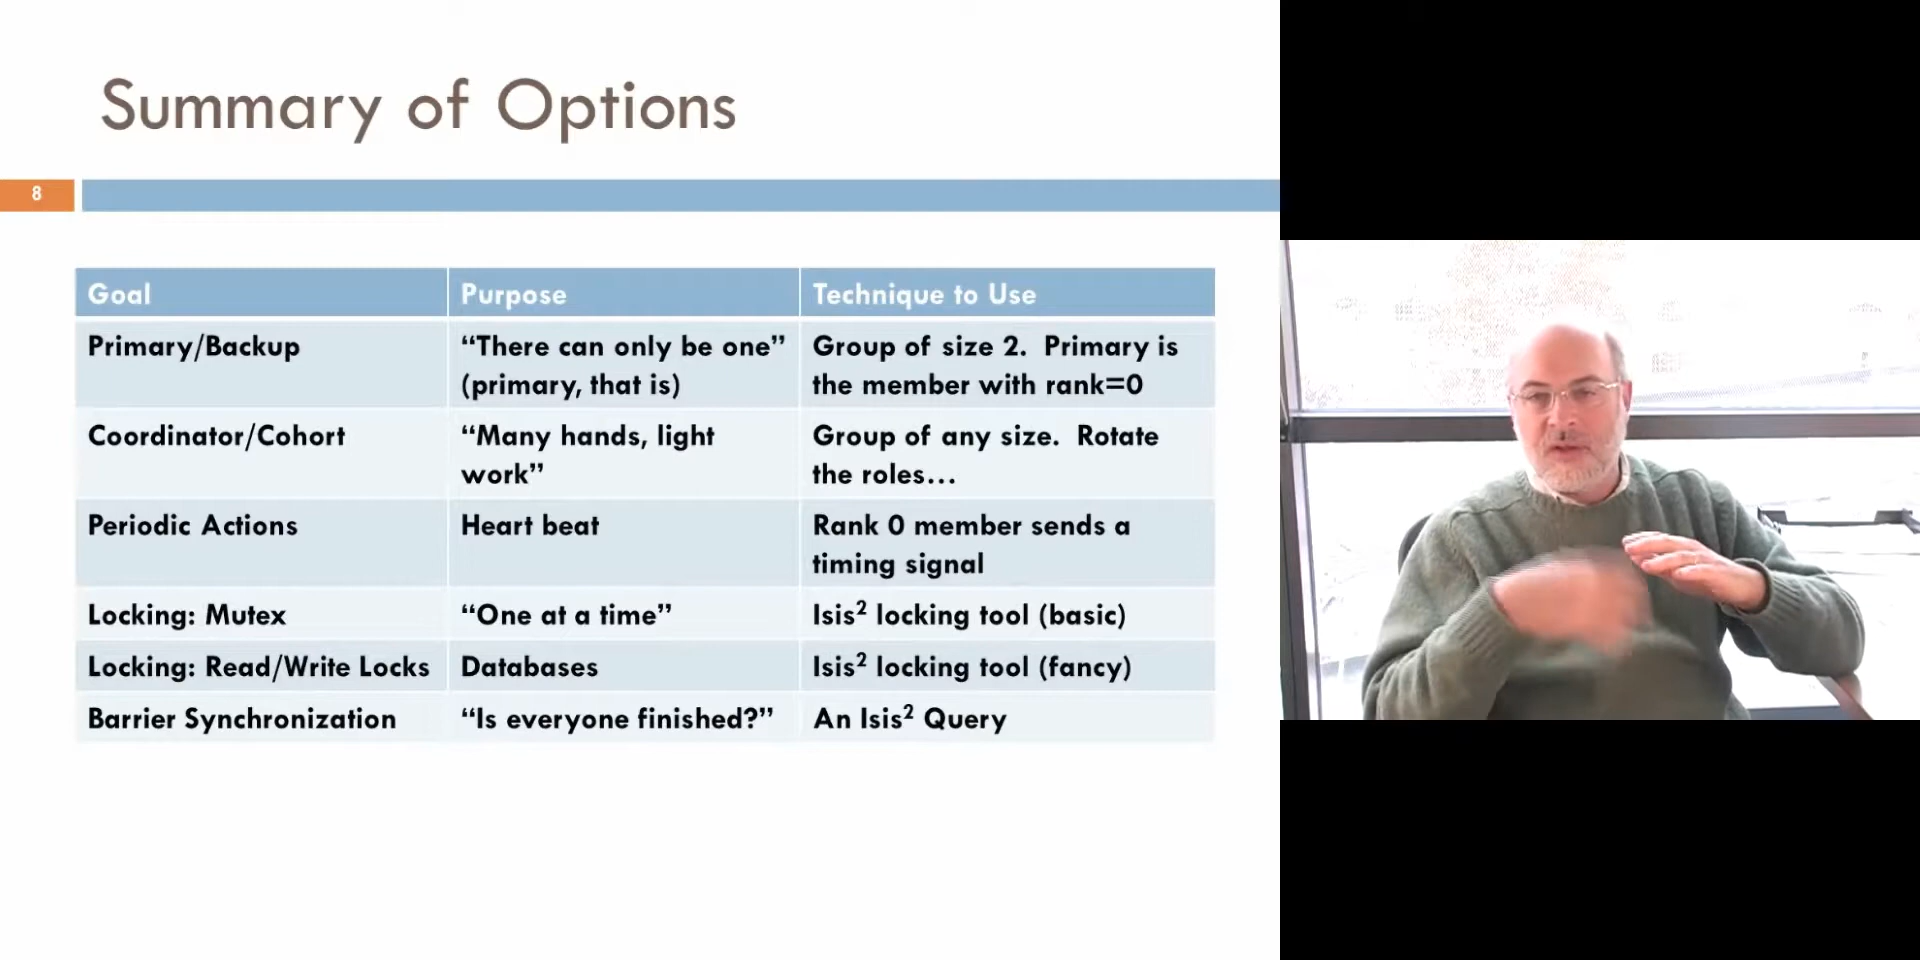 Summary of Options
8
Goal
Purpose
Technique to Use
Primary/Backup
“There can only be one”
(primary, that is)
Group of size 2.  Primary is
the member with rank=0
Coordinator/Cohort
“Many hands, light
work”
Group of any size.  Rotate
the roles…
Periodic Actions
Heart beat
Rank 0 member sends a
timing signal
Locking: Mutex
“One at a time”
Isis² locking tool (basic)
Locking: Read/Write Locks
Databases
Isis² locking tool (fancy)
Barrier Synchronization
“Is everyone finished?”
An Isis² Query